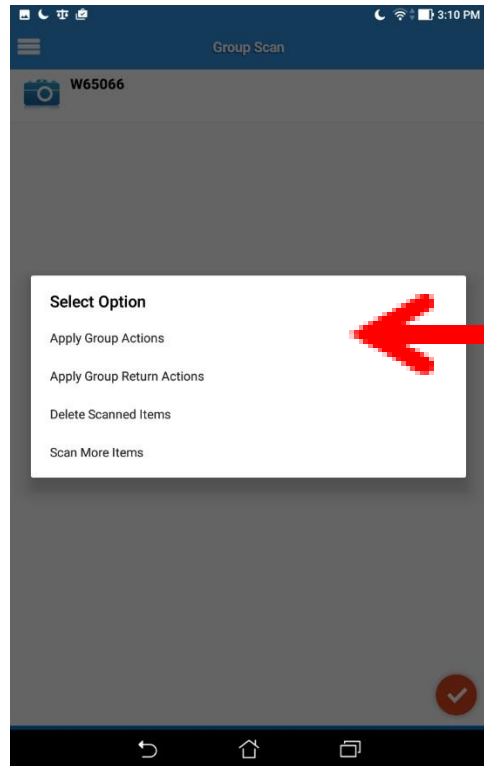 3:10 PM
Group Scan
W65066
Select Option
Apply Group Actions
Apply Group Return Actions
Delete Scanned Items
Scan More Items